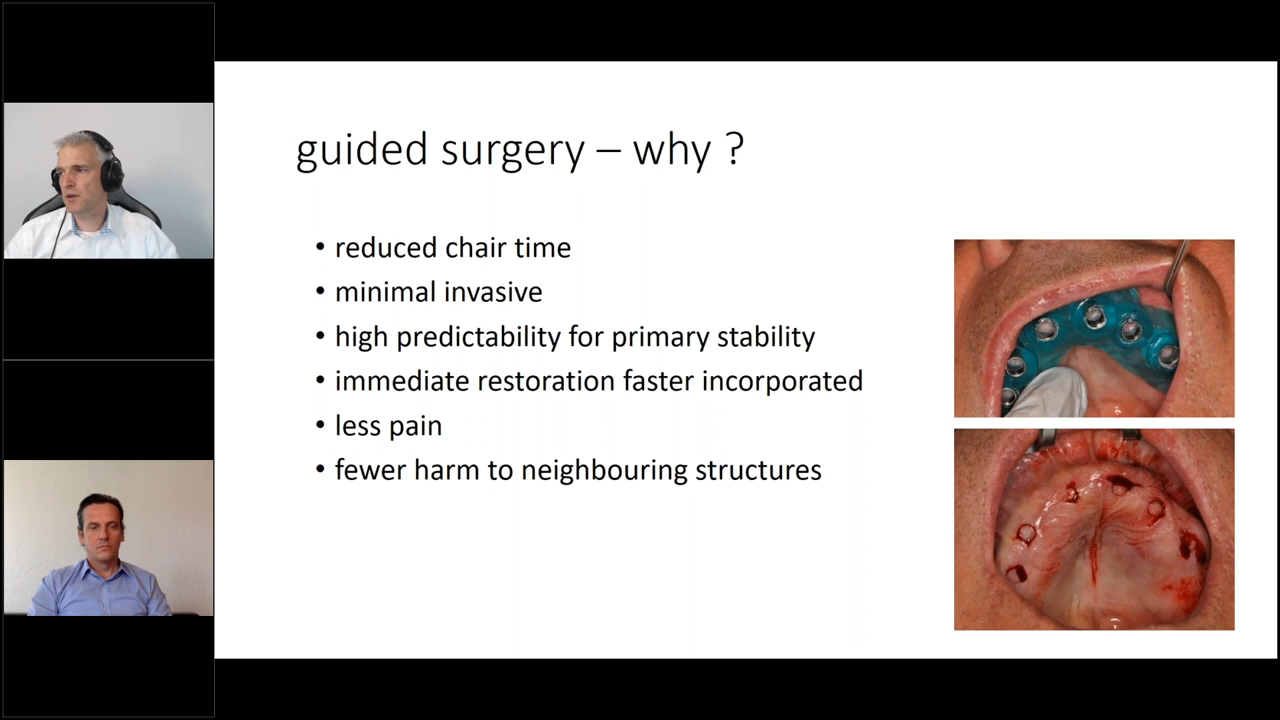 guided surgery – why ?
• reduced chair time
• minimal invasive
• high predictability for primary stability
• immediate restoration faster incorporated
• less pain
• fewer harm to neighbouring structures